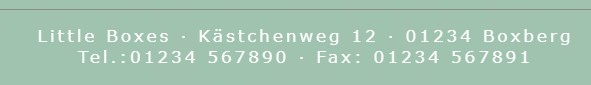 Little Boxes · Kästchenweg 12 · 01234 Boxberg
Tel.:01234 567890 · Fax: 01234 567891